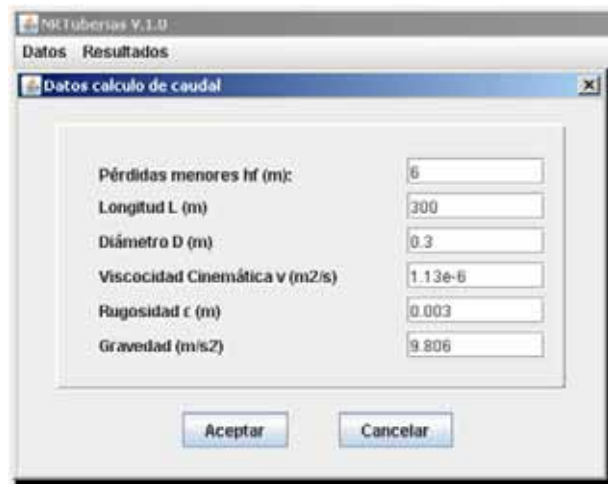 NRTuberias V.1.0
Datos Resultados
Datos calculo de caudal
Pérdidas menores hf (m): 6
Longitud L (m) 300
Diámetro D (m) 0.3
Viscocidad Cinemática v (m2/s) 1.13e-6
Rugosidad ε (m) 0.003
Gravedad (m/s2) 9.806
Aceptar Cancelar